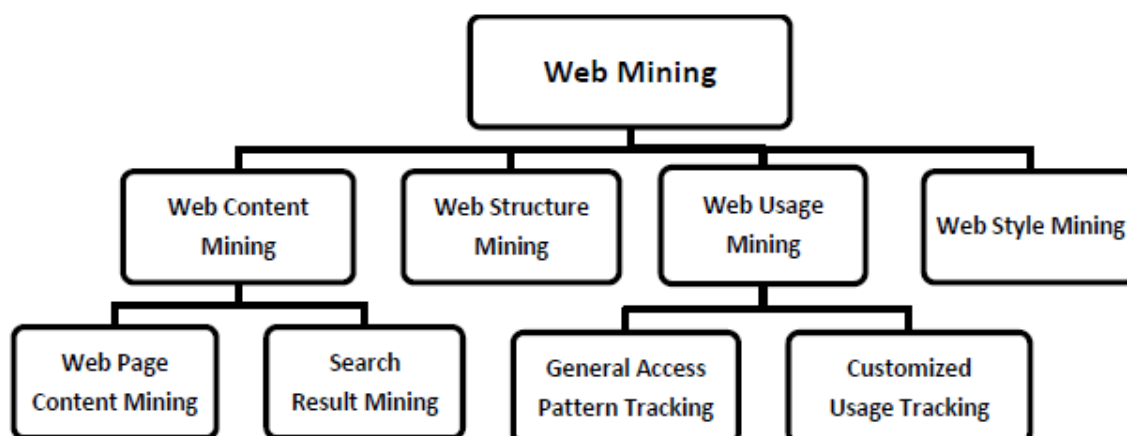 Web Mining
Web Content
Mining
Web Structure
Mining
Web Usage
Mining
Web Style Mining
Web Page
Content Mining
Search
Result Mining
General Access
Pattern Tracking
Customized
Usage Tracking